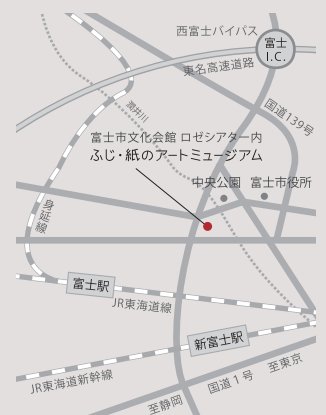 西富士バイパス
富士
I.C.
東名高速道路
国道139号
潤井川
富士市文化会館 ロゼシアター内
ふじ・紙のアートミュージアム
中央公園
富士市役所
身延線
富士駅
JR東海道線
新富士駅
JR東海道新幹線
国道1号
至東京
至静岡